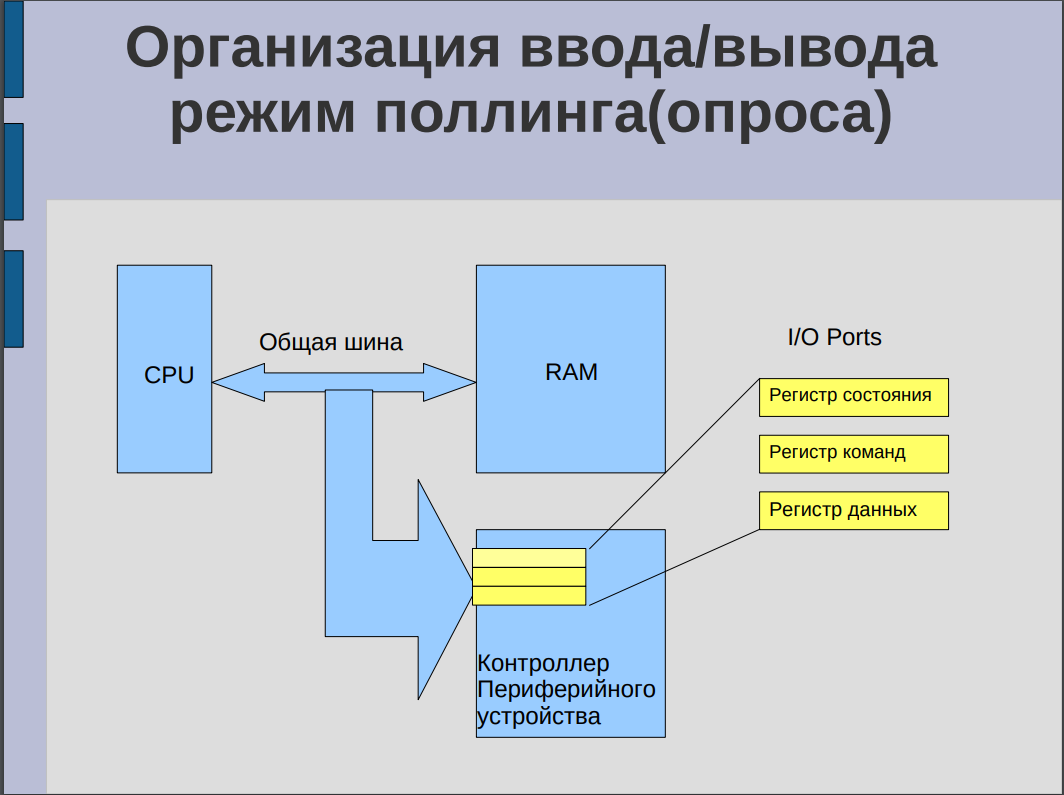 Организация ввода/вывода
режим поллинга(опроса)
CPU
Общая шина
RAM
I/O Ports
Регистр состояния
Регистр команд
Регистр данных
Контроллер
Периферийного
устройства